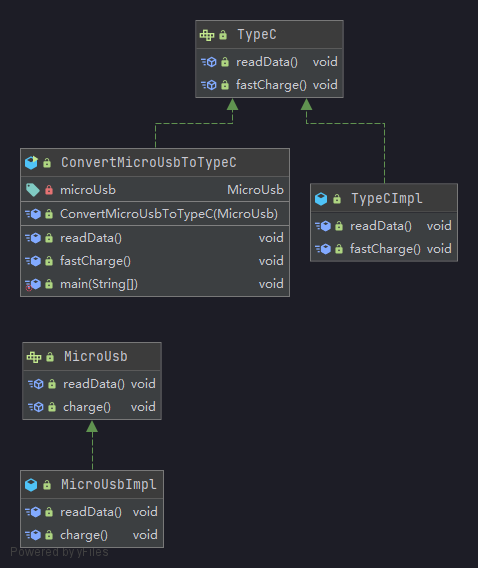 TypeC
readData() void
fastCharge() void
ConvertMicroUsbToTypeC
microUsb MicroUsb
ConvertMicroUsbToTypeC(MicroUsb)
readData() void
fastCharge() void
main(String[]) void
TypeCImpl
readData() void
fastCharge() void
MicroUsb
readData() void
charge() void
MicroUsbImpl
readData() void
charge() void
Powered by yFiles